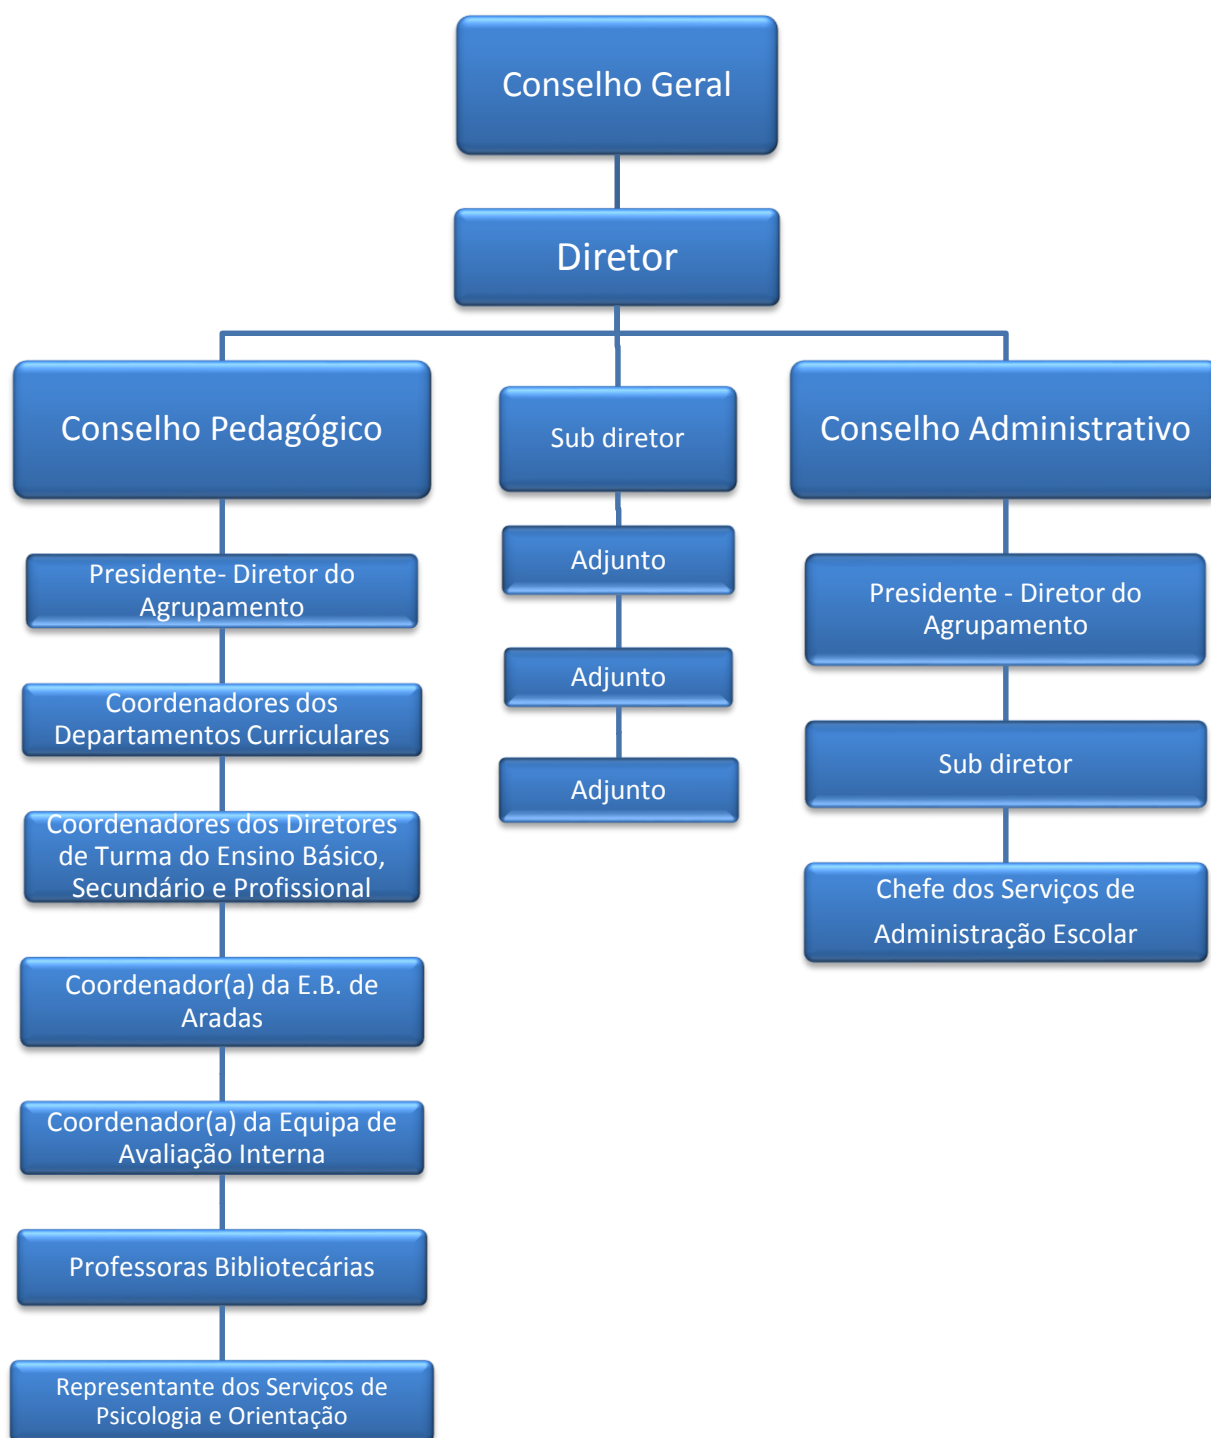 Conselho Geral
Diretor
Conselho Pedagógico
Sub diretor
Conselho Administrativo
Presidente- Diretor do
Agrupamento
Coordenadores dos
Departamentos Curriculares
Coordenadores dos Diretores
de Turma do Ensino Básico,
Secundário e Profissional
Coordenador(a) da E.B. de
Aradas
Coordenador(a) da Equipa de
Avaliação Interna
Professoras Bibliotecárias
Representante dos Serviços de
Psicologia e Orientação
Adjunto
Adjunto
Adjunto
Presidente - Diretor do
Agrupamento
Sub diretor
Chefe dos Serviços de
Administração Escolar